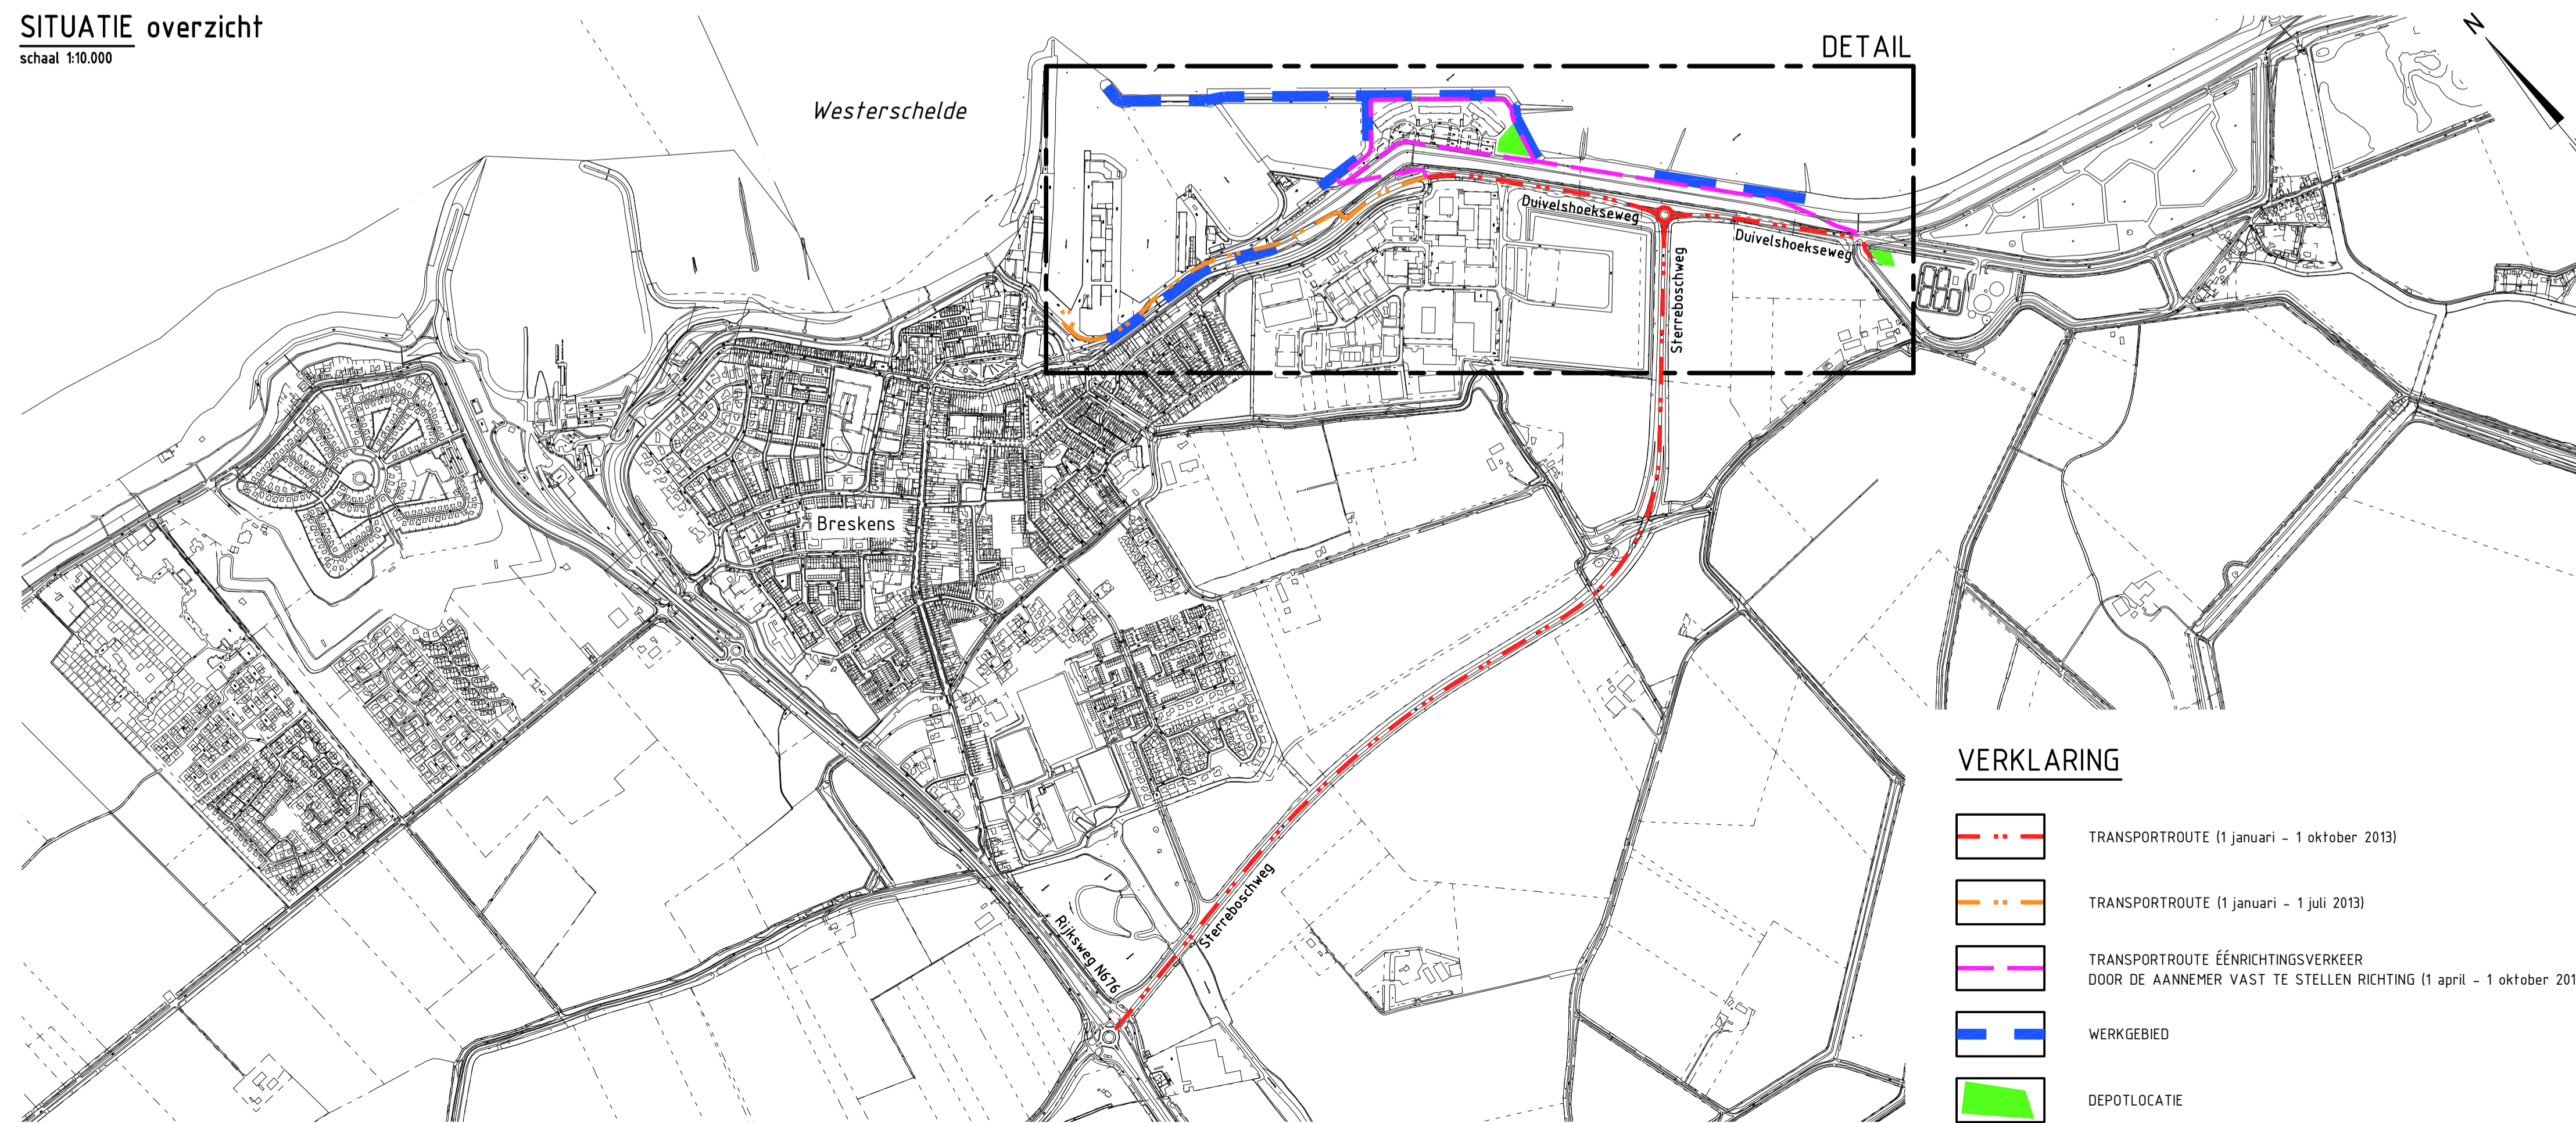 SITUATIE overzicht
schaal 1:10.000
N
DETAIL
Westerschelde
Duivelshoekseweg
Duivelshoekseweg
Sterreboschweg
Breskens
Sterreboschweg
Rijksweg N676
VERKLARING
TRANSPORTROUTE (1 januari - 1 oktober 2013)
TRANSPORTROUTE (1 januari - 1 juli 2013)
TRANSPORTROUTE ÉÉNRICHTINGSVERKEER
DOOR DE AANNEMER VAST TE STELLEN RICHTING (1 april - 1 oktober 201
WERKGEBIED
DEPOTLOCATIE